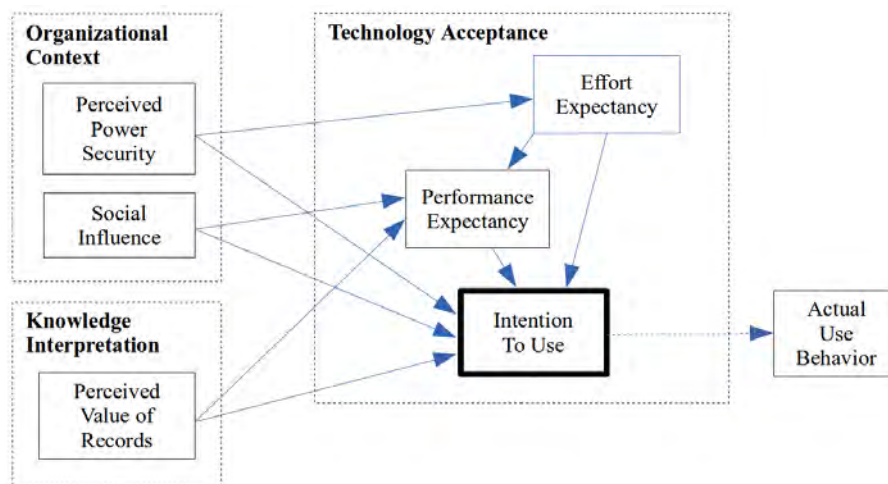 Organizational
Context
Perceived
Power
Security
Social
Influence
Knowledge
Interpretation
Perceived
Value of
Records
Technology Acceptance
Effort
Expectancy
Performance
Expectancy
Intention
To Use
Actual
Use
Behavior